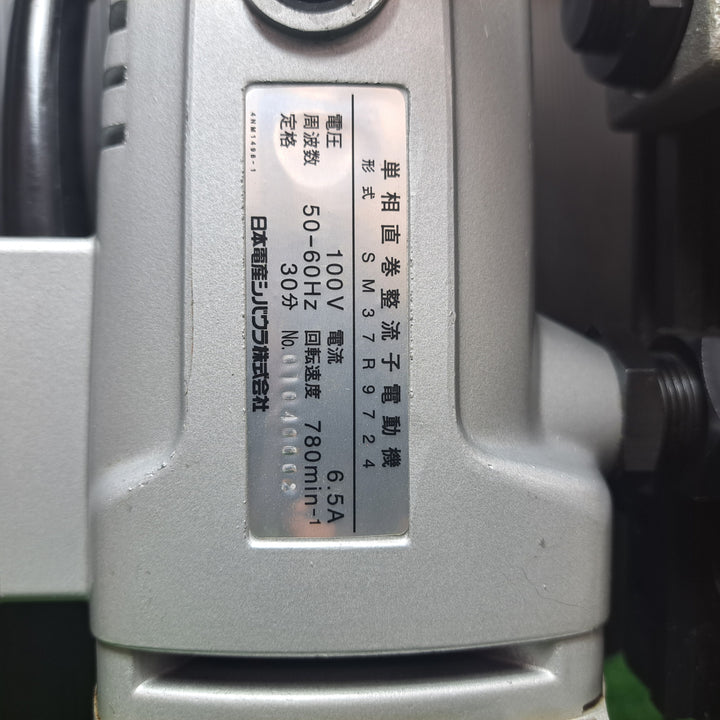 単相直巻整流子電動機
形式 SM37R9724
電圧 100V 電流 6.5A
周波数 50-60Hz 回転速度 780min-1
定格 30分 No.
日本電産シバウラ株式会社
4NM1498-1